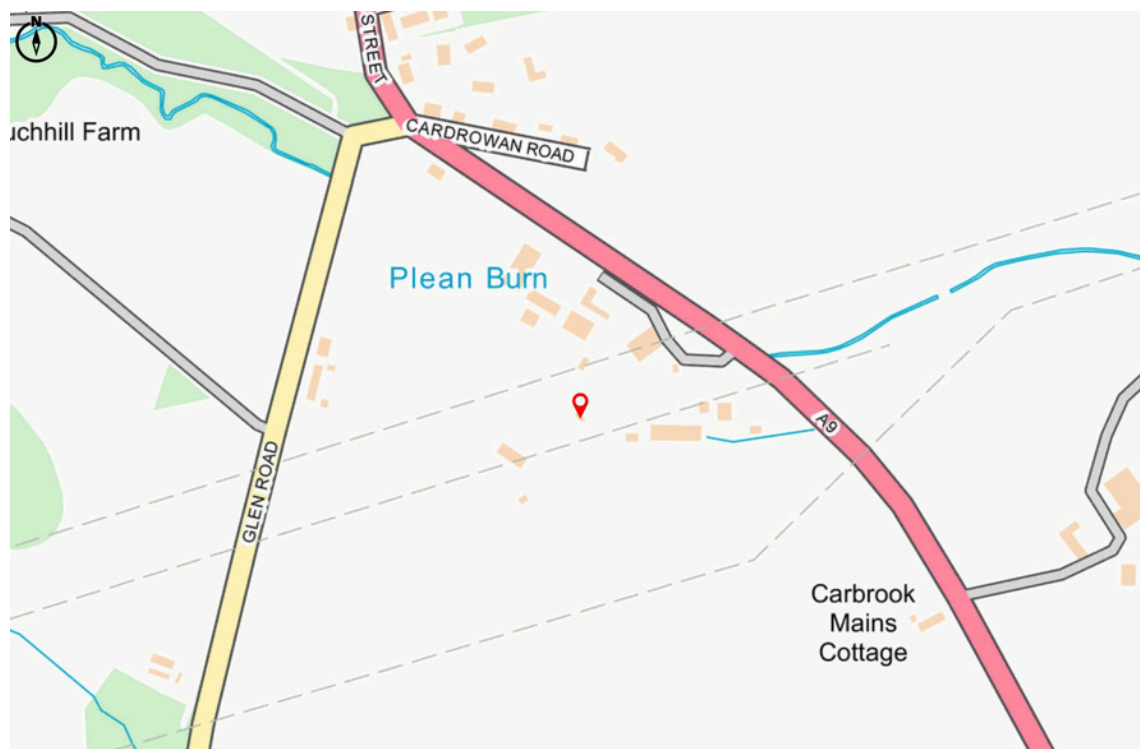 N
STREET
CARDROWAN ROAD
uchhill Farm
Plean Burn
A9
GLEN ROAD
Carbrook
Mains
Cottage